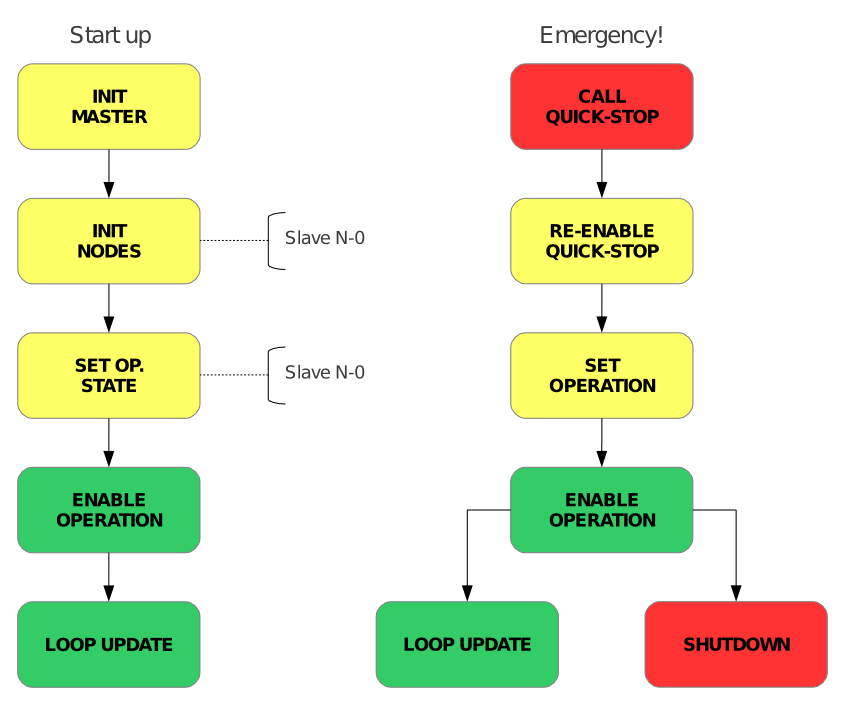 Start up
INIT
MASTER
INIT
NODES
Slave N-0
SET OP.
STATE
Slave N-0
ENABLE
OPERATION
LOOP UPDATE
Emergency!
CALL
QUICK-STOP
RE-ENABLE
QUICK-STOP
SET
OPERATION
ENABLE
OPERATION
LOOP UPDATE
SHUTDOWN